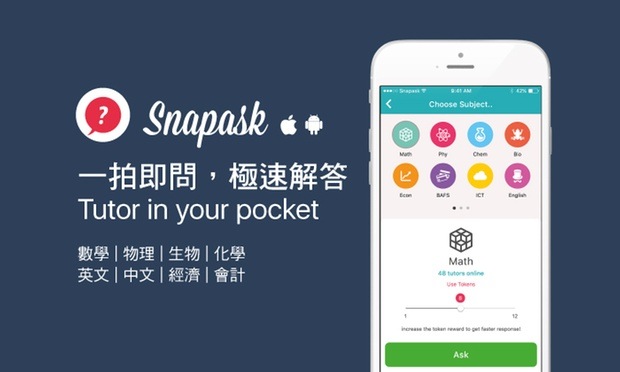 ?
Snapask
一拍即問，極速解答
Tutor in your pocket
數學 | 物理 | 生物 | 化學
英文 | 中文 | 經濟 | 會計
Snapask 9:41 AM 42%
Choose Subject..
Math Phy Chem Bio
Econ BAFS ICT English
Math
48 tutors online
Use Tokens
6
1 12
Increase the token reward to get faster response!
Ask